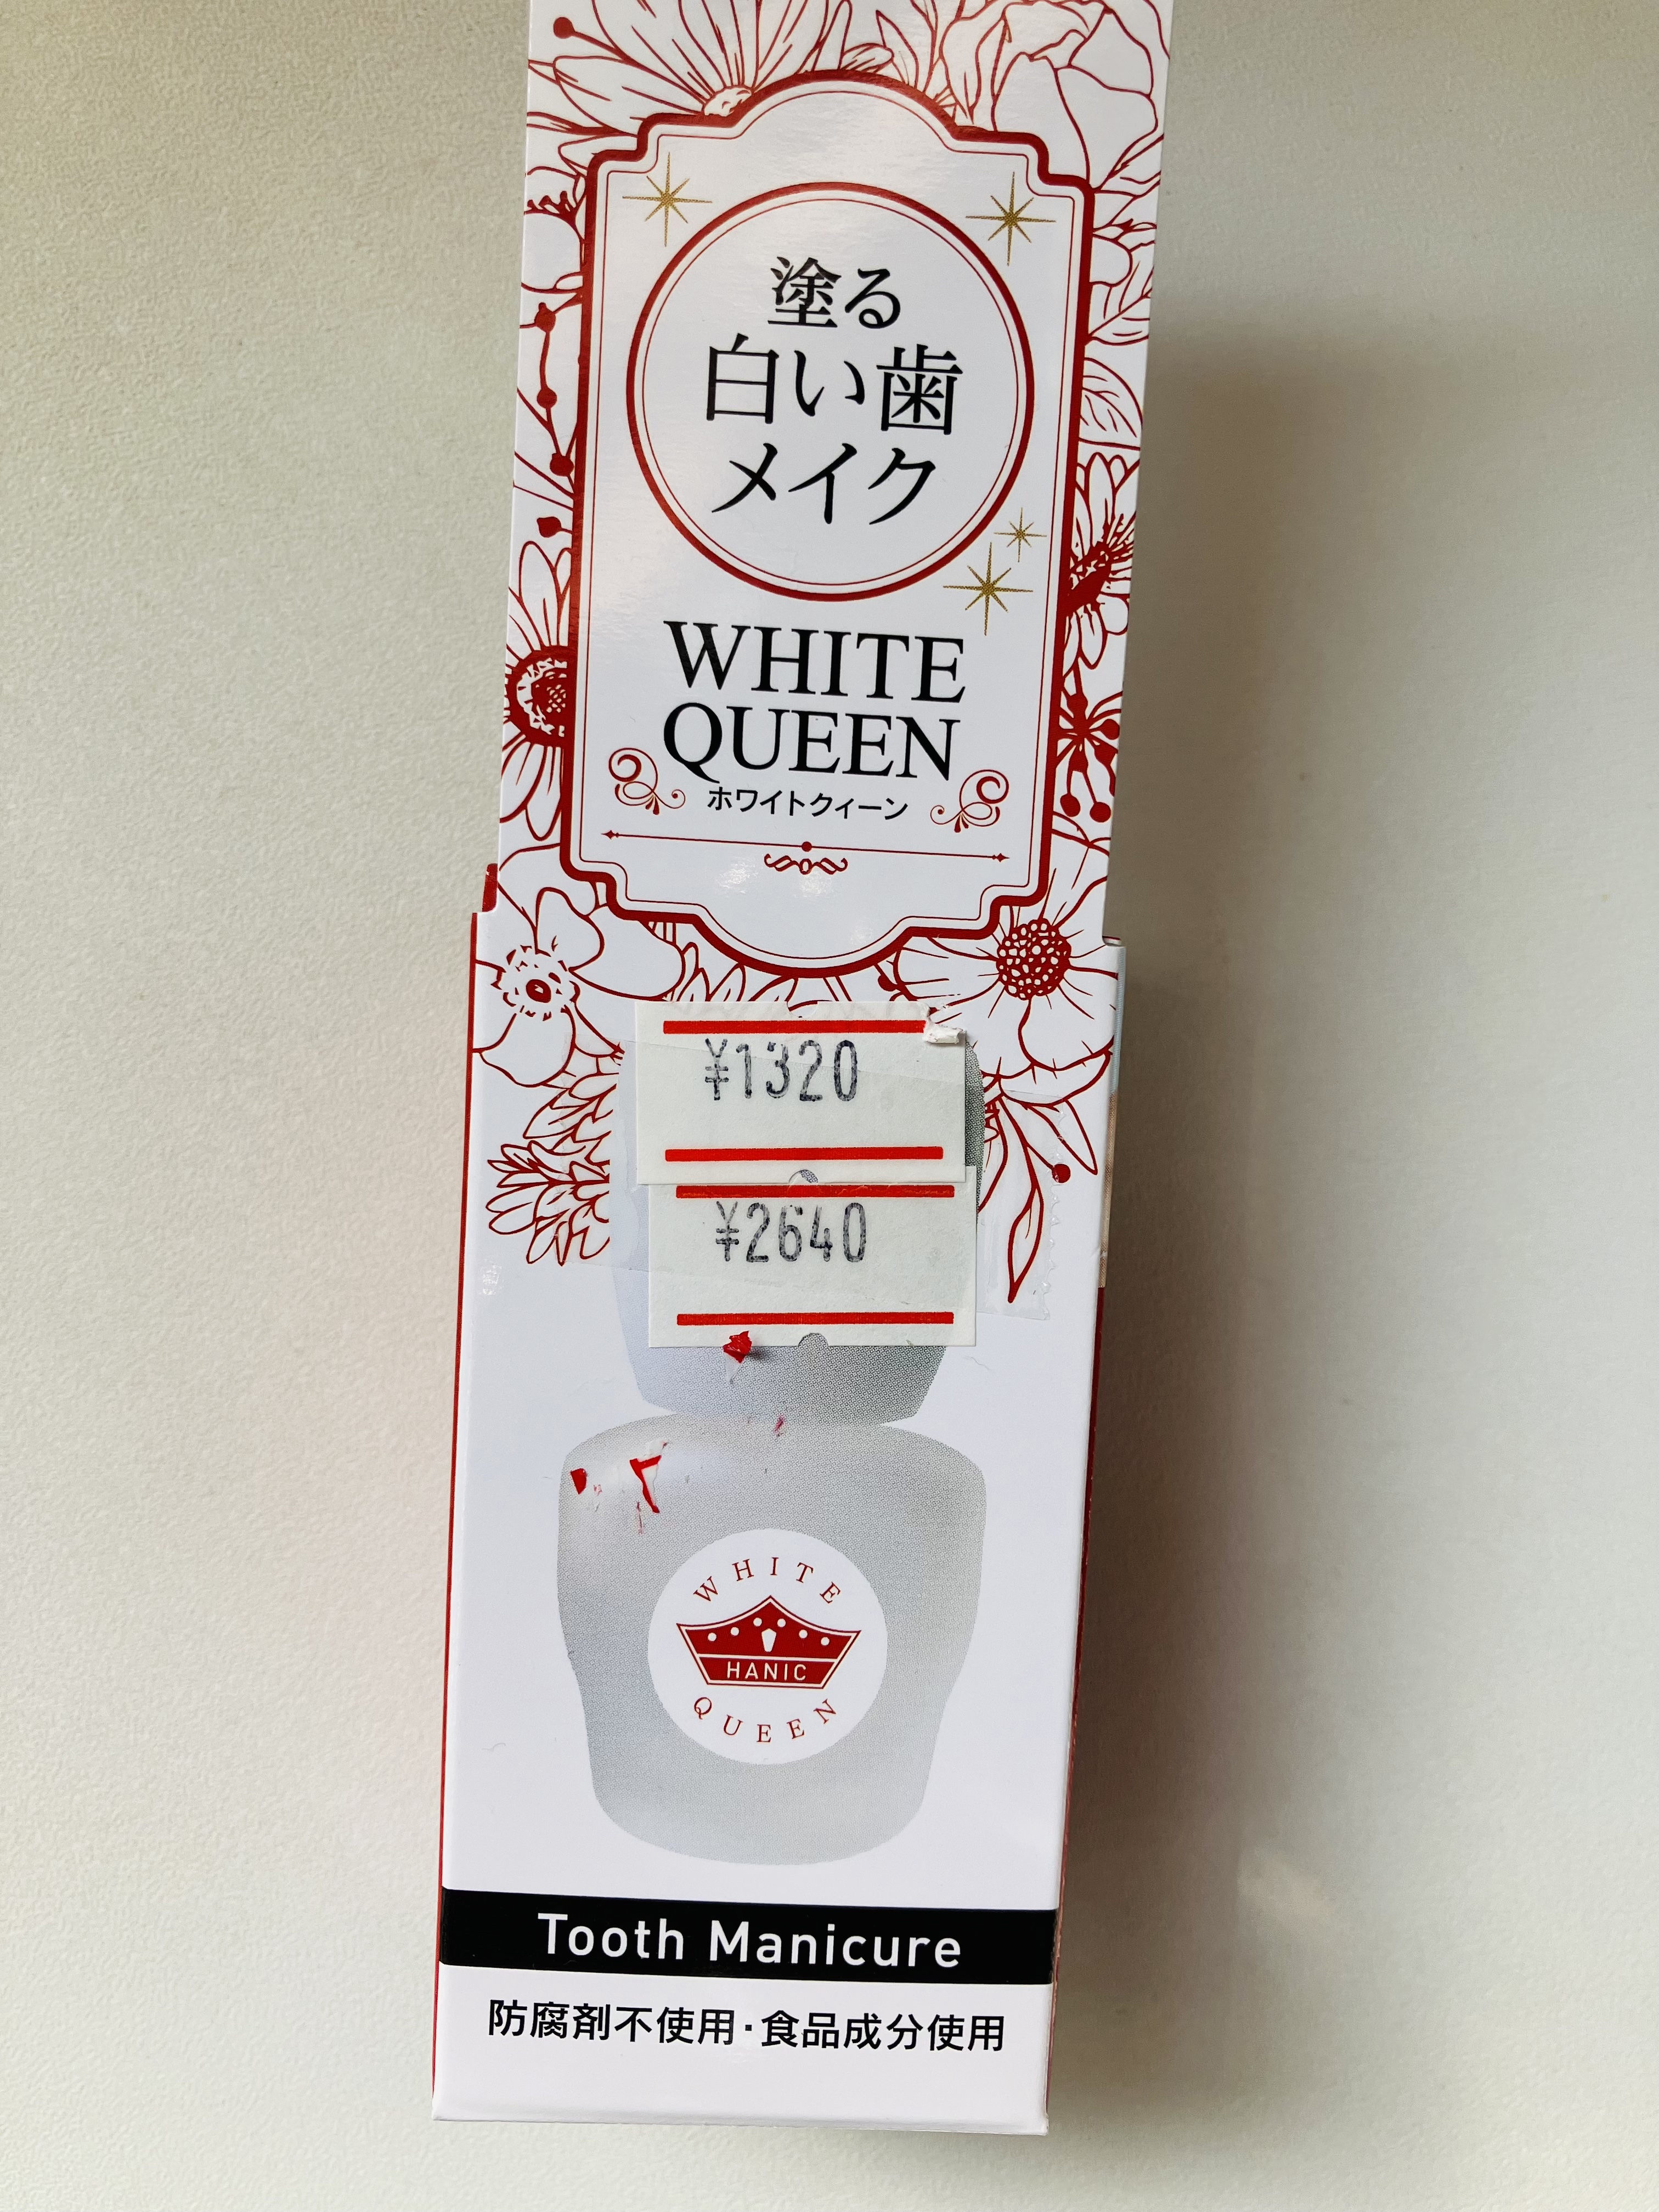 塗る
白い歯
メイク
WHITE
QUEEN
ホワイトクィーン
¥1320
¥2640
WHITE
HANIC
QUEEN
Tooth Manicure
防腐剤不使用・食品成分使用